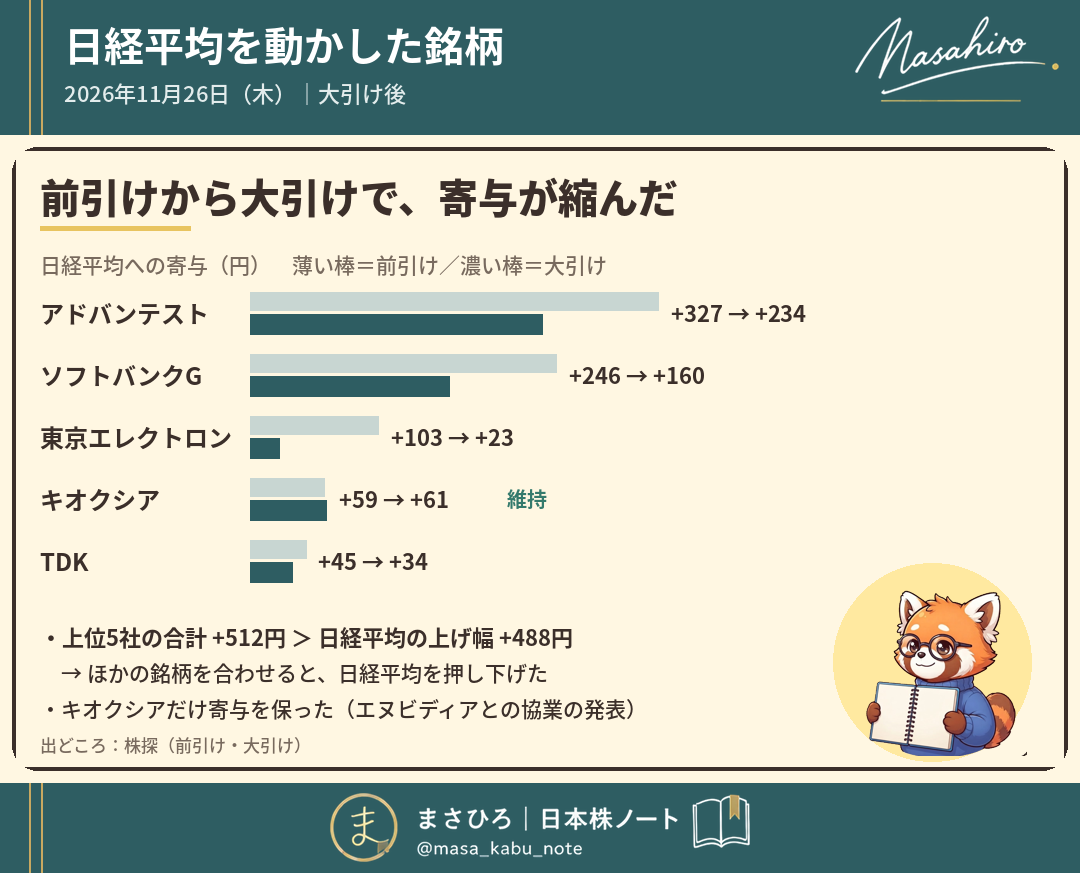 日経平均を動かした銘柄
2026年11月26日（木）｜大引け後
Masahiro
前引けから大引けで、寄与が縮んだ
日経平均への寄与（円）　薄い棒＝前引け／濃い棒＝大引け
アドバンテスト +327 → +234
ソフトバンクG +246 → +160
東京エレクトロン +103 → +23
キオクシア +59 → +61 維持
TDK +45 → +34
・上位5社の合計 +512円 ＞ 日経平均の上げ幅 +488円
→ ほかの銘柄を合わせると、日経平均を押し下げた
・キオクシアだけ寄与を保った（エヌビディアとの協業の発表）
出どころ：株探（前引け・大引け）
ま
まさひろ｜日本株ノート
@masa_kabu_note